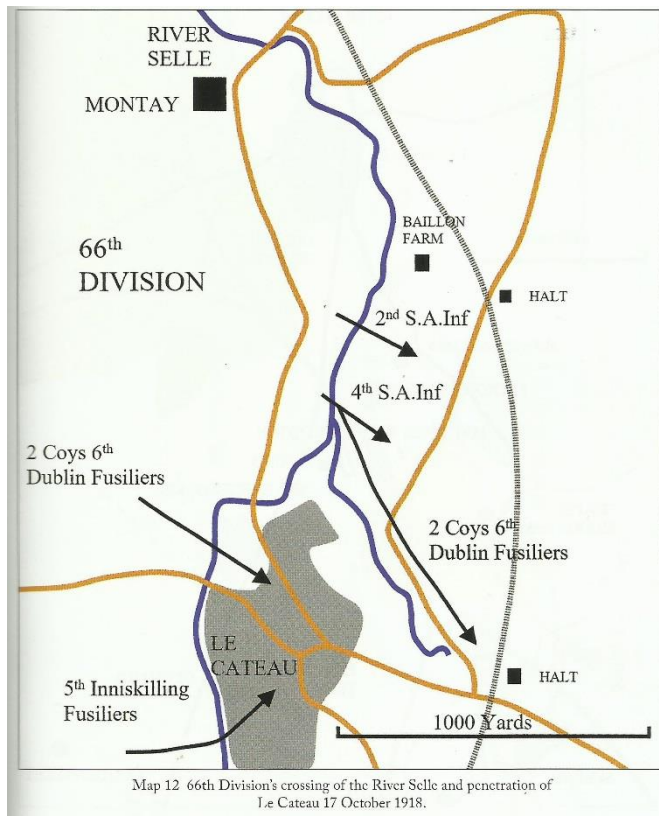 RIVER
SELLE
MONTAY
BAILLON
FARM
66th
DIVISION
HALT
2nd S.A.Inf
4th S.A.Inf
2 Coys 6th
Dublin Fusiliers
2 Coys 6th
Dublin Fusiliers
LE
CATEAU
HALT
5th Inniskilling
Fusiliers
1000 Yards
Map 12 66th Division's crossing of the River Selle and penetration of
Le Cateau 17 October 1918.